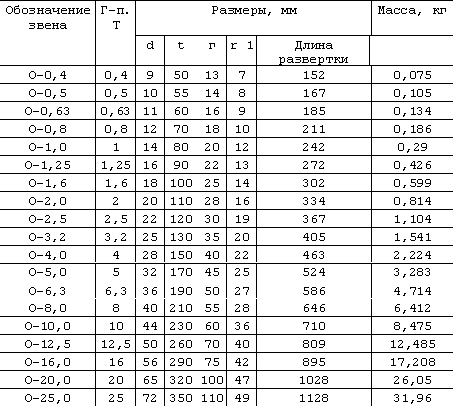 Обозначение звена Г-п. Т Размеры, мм Масса, кг
d t r r 1 Длина развертки
О-0,4 0,4 9 50 13 7 152 0,075
О-0,5 0,5 10 55 14 8 167 0,105
О-0,63 0,63 11 60 16 9 185 0,134
О-0,8 0,8 12 70 18 10 211 0,186
О-1,0 1 14 80 20 12 242 0,29
О-1,25 1,25 16 90 22 13 272 0,426
О-1,6 1,6 18 100 25 14 302 0,599
О-2,0 2 20 110 28 16 334 0,814
О-2,5 2,5 22 120 30 19 367 1,104
О-3,2 3,2 25 130 35 20 405 1,541
О-4,0 4 28 150 40 22 463 2,224
О-5,0 5 32 170 45 25 524 3,283
О-6,3 6,3 36 190 50 27 586 4,714
О-8,0 8 40 210 55 28 646 6,412
О-10,0 10 44 230 60 36 710 8,475
О-12,5 12,5 50 260 70 40 809 12,485
О-16,0 16 56 290 75 42 895 17,208
О-20,0 20 65 320 100 47 1028 26,05
О-25,0 25 72 350 110 49 1128 31,96